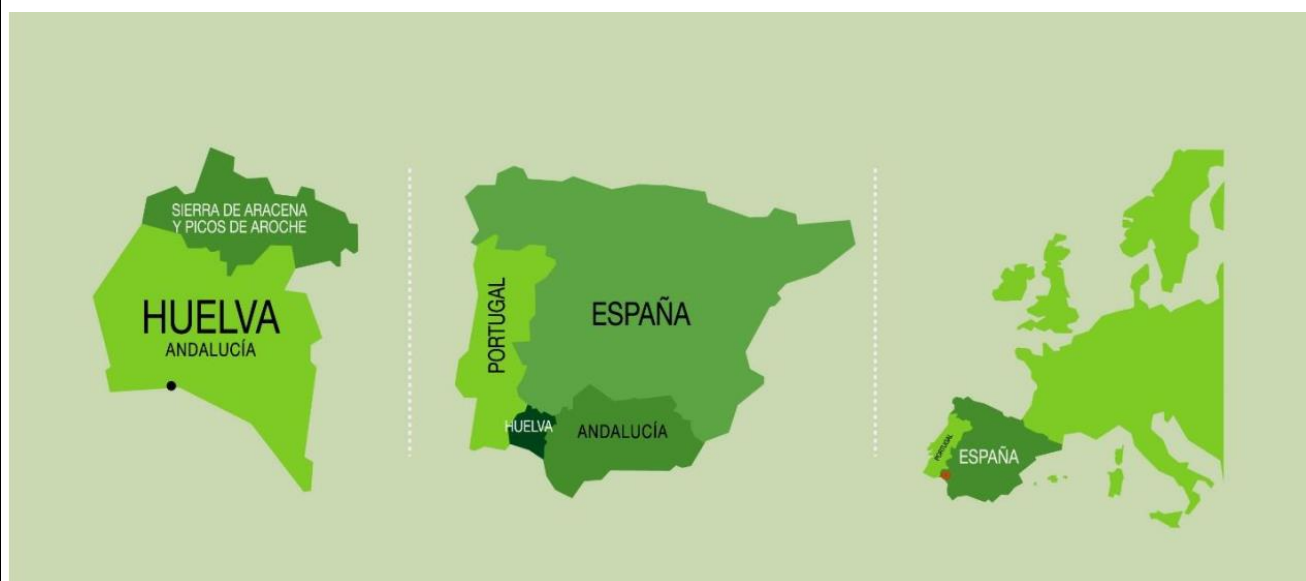 SIERRA DE ARACENA
Y PICOS DE AROCHE
HUELVA
ANDALUCÍA
PORTUGAL
ESPAÑA
HUELVA
ANDALUCÍA
PORTUGAL
ESPAÑA